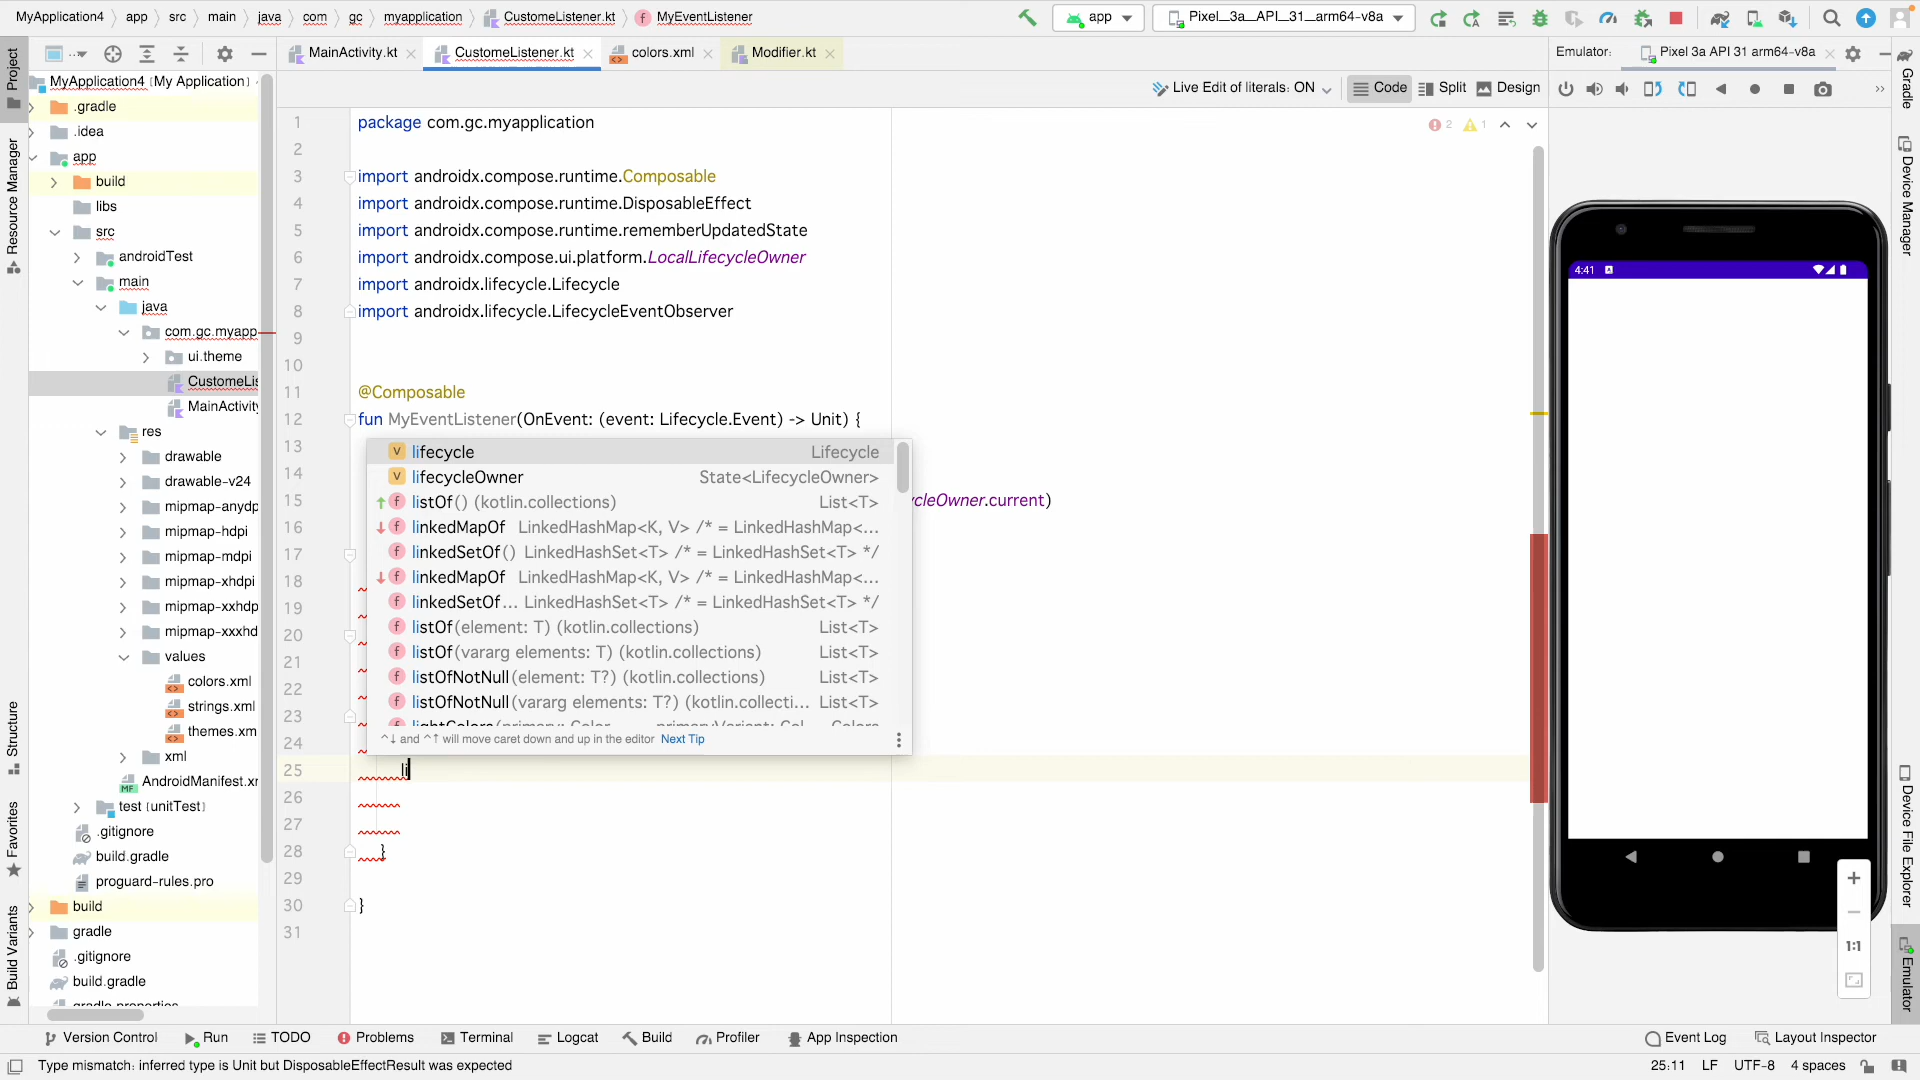 MyApplication4 app src main java com gc myapplication CustomeListener.kt MyEventListener
app Pixel_3a_API_31_arm64-v8a
MainActivity.kt CustomeListener.kt colors.xml Modifier.kt
Emulator: Pixel 3a API 31 arm64-v8a
Live Edit of literals: ON Code Split Design
Project
Resource Manager
Structure
Favorites
Build Variants
MyApplication4 [My Application]
.gradle
.idea
app
build
libs
src
androidTest
main
java
com.gc.myapp
ui.theme
CustomeLis
MainActivity
res
drawable
drawable-v24
mipmap-anydp
mipmap-hdpi
mipmap-mdpi
mipmap-xhdpi
mipmap-xxhdp
mipmap-xxxhd
values
colors.xml
strings.xml
themes.xm
xml
AndroidManifest.xm
test [unitTest]
.gitignore
build.gradle
proguard-rules.pro
build
gradle
.gitignore
build.gradle
gradle.properties
2 1
1 package com.gc.myapplication
2
3 import androidx.compose.runtime.Composable
4 import androidx.compose.runtime.DisposableEffect
5 import androidx.compose.runtime.rememberUpdatedState
6 import androidx.compose.ui.platform.LocalLifecycleOwner
7 import androidx.lifecycle.Lifecycle
8 import androidx.lifecycle.LifecycleEventObserver
9
10
11 @Composable
12 fun MyEventListener(OnEvent: (event: Lifecycle.Event) -> Unit) {
13
14
15 ycleOwner.current)
16
17
18
19
20
21
22
23
24
25 li
26
27
28 }
29
30 }
31
lifecycle Lifecycle
lifecycleOwner State<LifecycleOwner>
listOf() (kotlin.collections) List<T>
linkedMapOf LinkedHashMap<K, V> /* = LinkedHashMap<...
linkedSetOf() LinkedHashSet<T> /* = LinkedHashSet<T> */
linkedMapOf LinkedHashMap<K, V> /* = LinkedHashMap<...
linkedSetOf... LinkedHashSet<T> /* = LinkedHashSet<T> */
listOf(element: T) (kotlin.collections) List<T>
listOf(vararg elements: T) (kotlin.collections) List<T>
listOfNotNull(element: T?) (kotlin.collections) List<T>
listOfNotNull(vararg elements: T?) (kotlin.collecti... List<T>
lightColors(primary: Color, ... primaryVariant: Col... Colors
^↓ and ^↑ will move caret down and up in the editor Next Tip
4:41
1:1
Gradle
Device Manager
Device File Explorer
Emulator
Version Control Run TODO Problems Terminal Logcat Build Profiler App Inspection Event Log Layout Inspector
Type mismatch: inferred type is Unit but DisposableEffectResult was expected 25:11 LF UTF-8 4 spaces